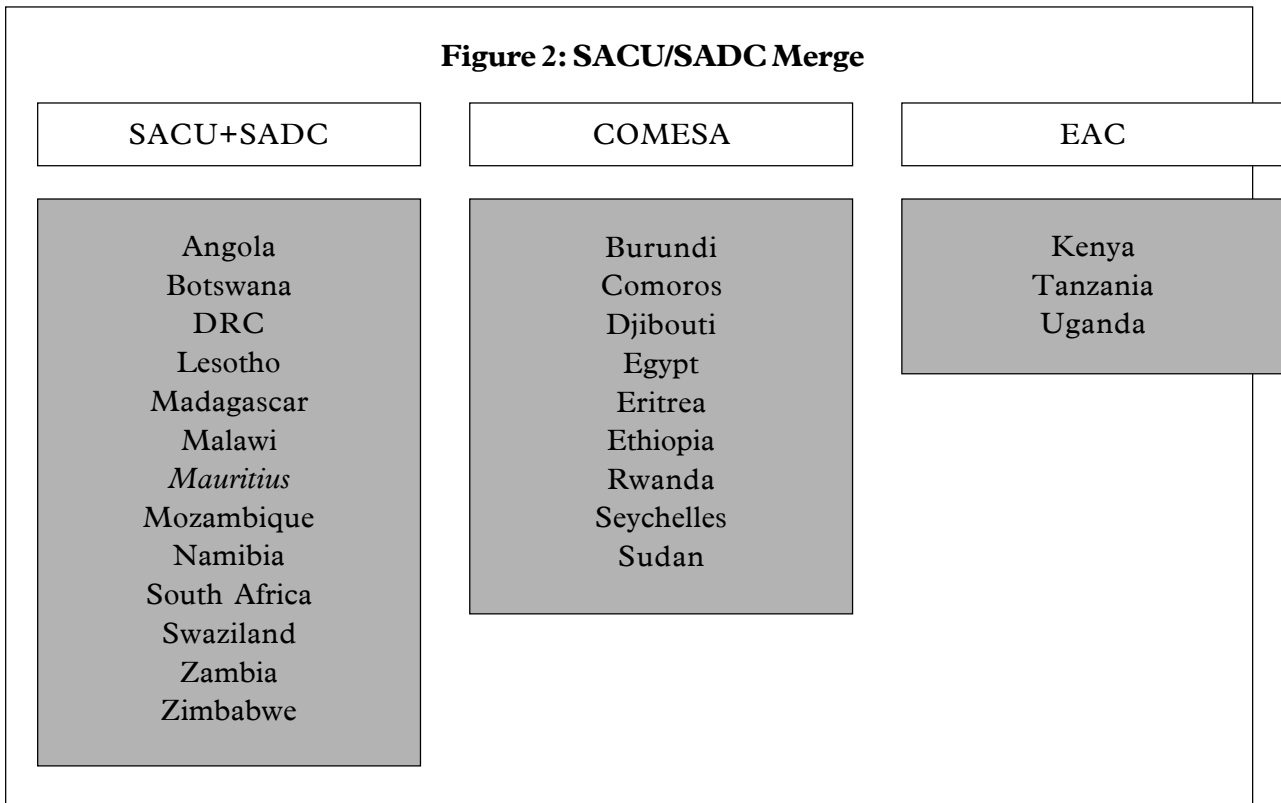 Figure 2: SACU/SADC Merge
SACU+SADC
Angola
Botswana
DRC
Lesotho
Madagascar
Malawi
Mauritius
Mozambique
Namibia
South Africa
Swaziland
Zambia
Zimbabwe
COMESA
Burundi
Comoros
Djibouti
Egypt
Eritrea
Ethiopia
Rwanda
Seychelles
Sudan
EAC
Kenya
Tanzania
Uganda